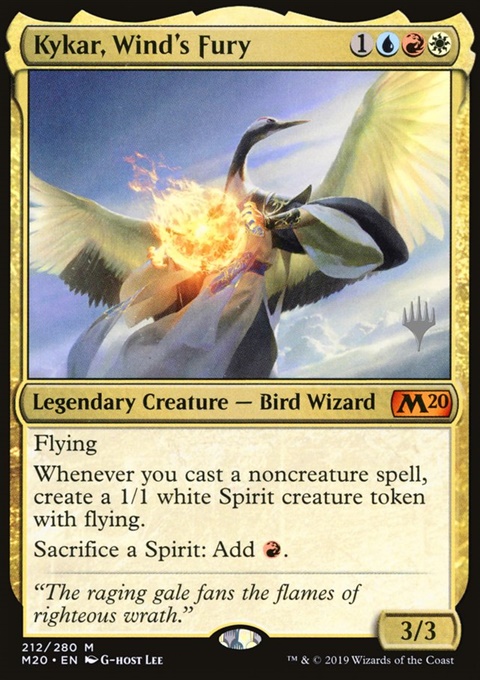 Kykar, Wind's Fury 1
Legendary Creature — Bird Wizard M20
Flying
Whenever you cast a noncreature spell,
create a 1/1 white Spirit creature token
with flying.
Sacrifice a Spirit: Add .
"The raging gale fans the flames of
righteous wrath."
3/3
212/280 M
M20 • EN G-HOST LEE
™ & © 2019 Wizards of the Coast